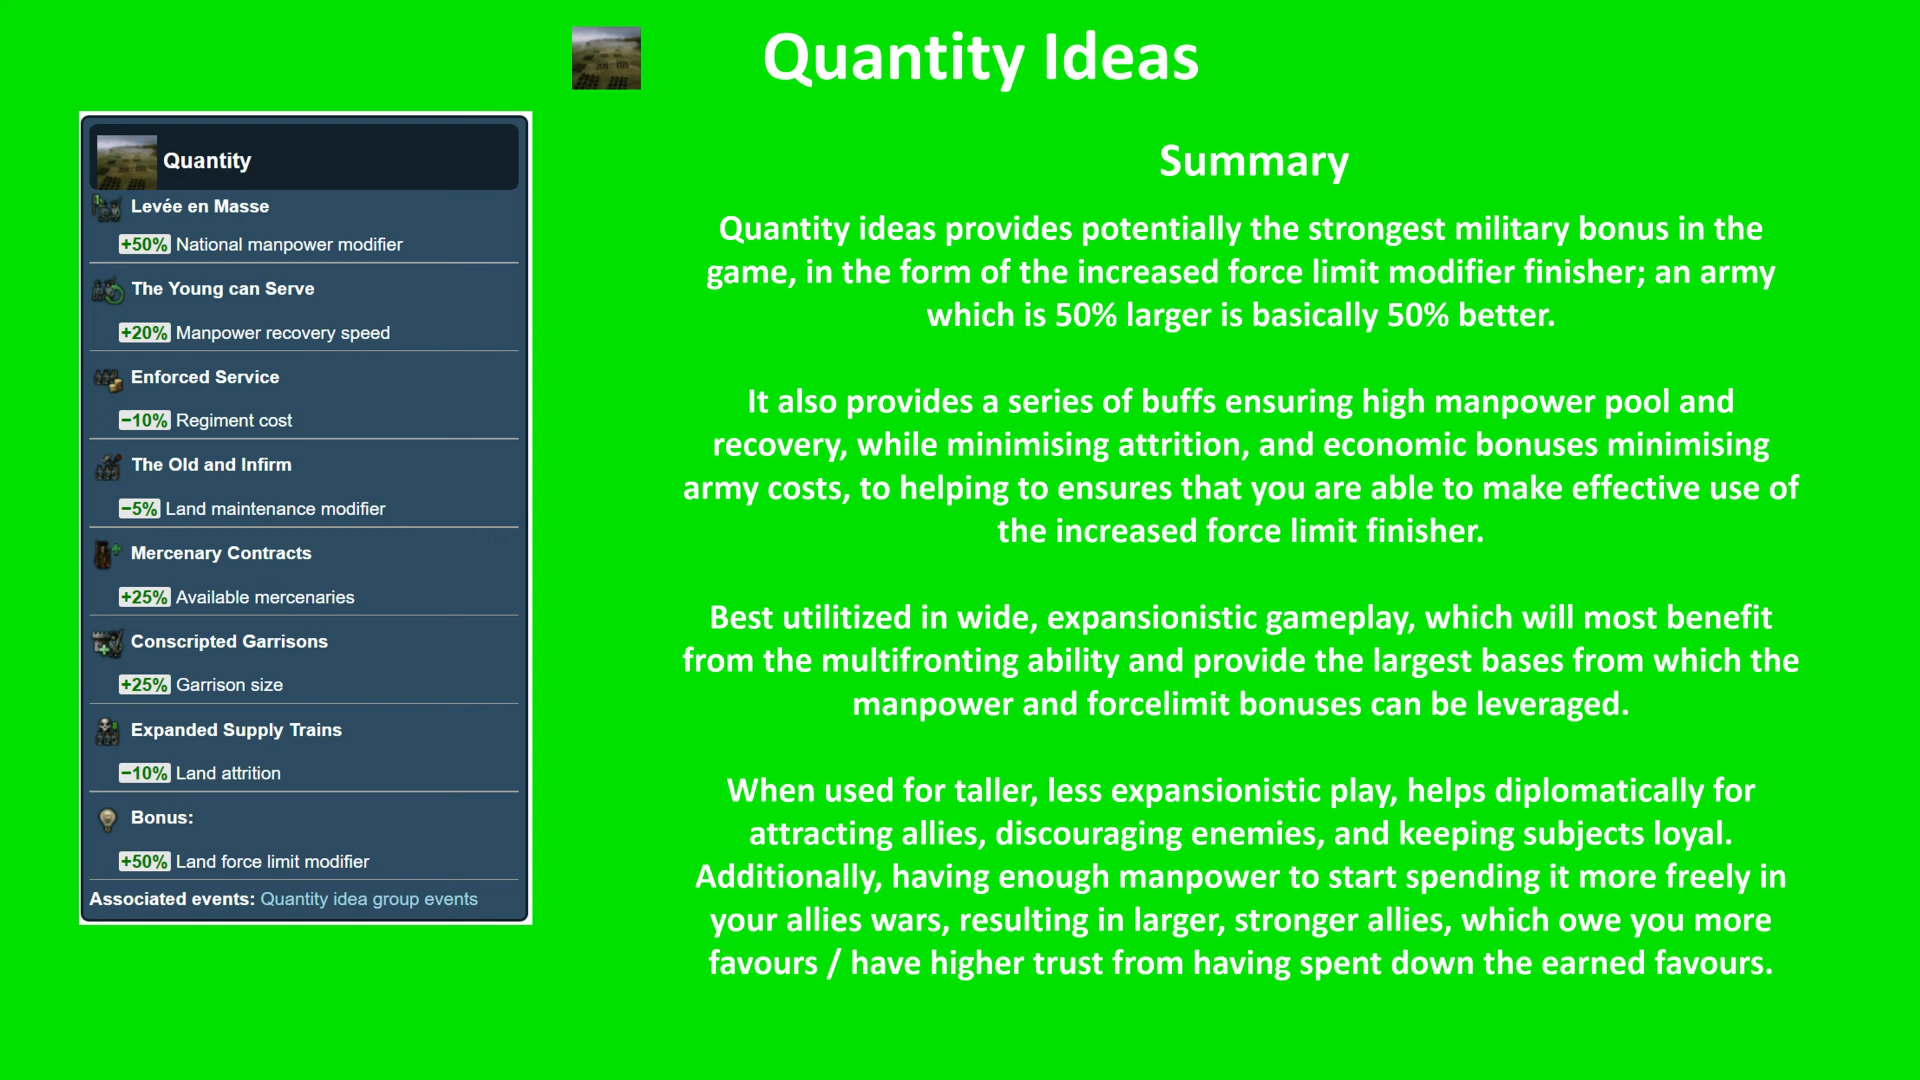 Quantity Ideas
Quantity
Levée en Masse
+50% National manpower modifier
The Young can Serve
+20% Manpower recovery speed
Enforced Service
−10% Regiment cost
The Old and Infirm
−5% Land maintenance modifier
Mercenary Contracts
+25% Available mercenaries
Conscripted Garrisons
+25% Garrison size
Expanded Supply Trains
−10% Land attrition
Bonus:
+50% Land force limit modifier
Associated events: Quantity idea group events
Summary
Quantity ideas provides potentially the strongest military bonus in the
game, in the form of the increased force limit modifier finisher; an army
which is 50% larger is basically 50% better.
It also provides a series of buffs ensuring high manpower pool and
recovery, while minimising attrition, and economic bonuses minimising
army costs, to helping to ensures that you are able to make effective use of
the increased force limit finisher.
Best utilitized in wide, expansionistic gameplay, which will most benefit
from the multifronting ability and provide the largest bases from which the
manpower and forcelimit bonuses can be leveraged.
When used for taller, less expansionistic play, helps diplomatically for
attracting allies, discouraging enemies, and keeping subjects loyal.
Additionally, having enough manpower to start spending it more freely in
your allies wars, resulting in larger, stronger allies, which owe you more
favours / have higher trust from having spent down the earned favours.